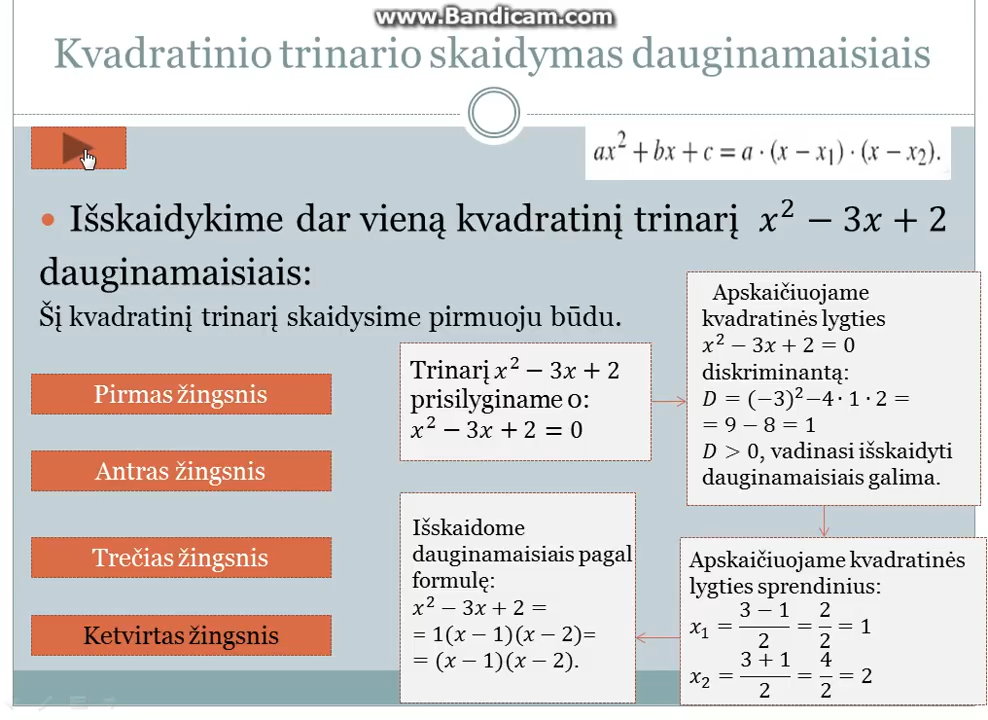 www.Bandicam.com
Kvadratinio trinario skaidymas dauginamaisiais
ax² + bx + c = a · (x − x₁) · (x − x₂).
• Išskaidykime dar vieną kvadratinį trinarį x² − 3x + 2
dauginamaisiais:
Šį kvadratinį trinarį skaidysime pirmuoju būdu.
Pirmas žingsnis
Antras žingsnis
Trečias žingsnis
Ketvirtas žingsnis
Trinarį x² − 3x + 2
prisilyginame 0:
x² − 3x + 2 = 0
Apskaičiuojame
kvadratinės lygties
x² − 3x + 2 = 0
diskriminantą:
D = (−3)²−4 · 1 · 2 =
= 9 − 8 = 1
D > 0, vadinasi išskaidyti
dauginamaisiais galima.
Apskaičiuojame kvadratinės
lygties sprendinius:
x₁ = (3 − 1)/2 = 2/2 = 1
x₂ = (3 + 1)/2 = 4/2 = 2
Išskaidome
dauginamaisiais pagal
formulę:
x² − 3x + 2 =
= 1(x − 1)(x − 2)=
= (x − 1)(x − 2).